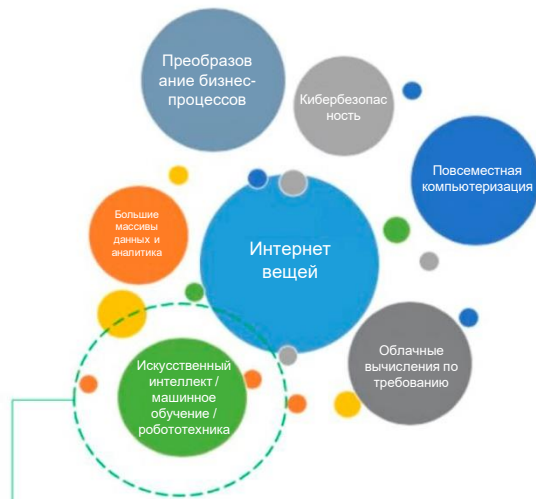 Преобразов
ание бизнес-
процессов
Кибербезопас
ность
Повсеместная
компьютеризация
Большие
массивы
данных и
аналитика
Интернет
вещей
Искусственный
интеллект /
машинное
обучение /
робототехника
Облачные
вычисления по
требованию